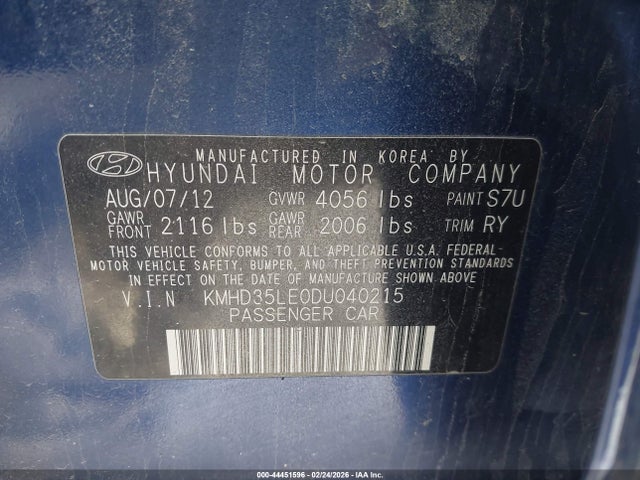 MANUFACTURED IN KOREA BY
HYUNDAI MOTOR COMPANY
AUG/07/12 GVWR 4056 lbs PAINT S7U
GAWR FRONT 2116 lbs GAWR REAR 2006 lbs TRIM RY
THIS VEHICLE CONFORMS TO ALL APPLICABLE U.S.A. FEDERAL-
MOTOR VEHICLE SAFETY, BUMPER, AND THEFT PREVENTION STANDARDS
IN EFFECT ON THE DATE OF MANUFACTURE SHOWN ABOVE
V.I.N KMHD35LE0DU040215
PASSENGER CAR
000-44451596 - 02/24/2026 - IAA Inc.